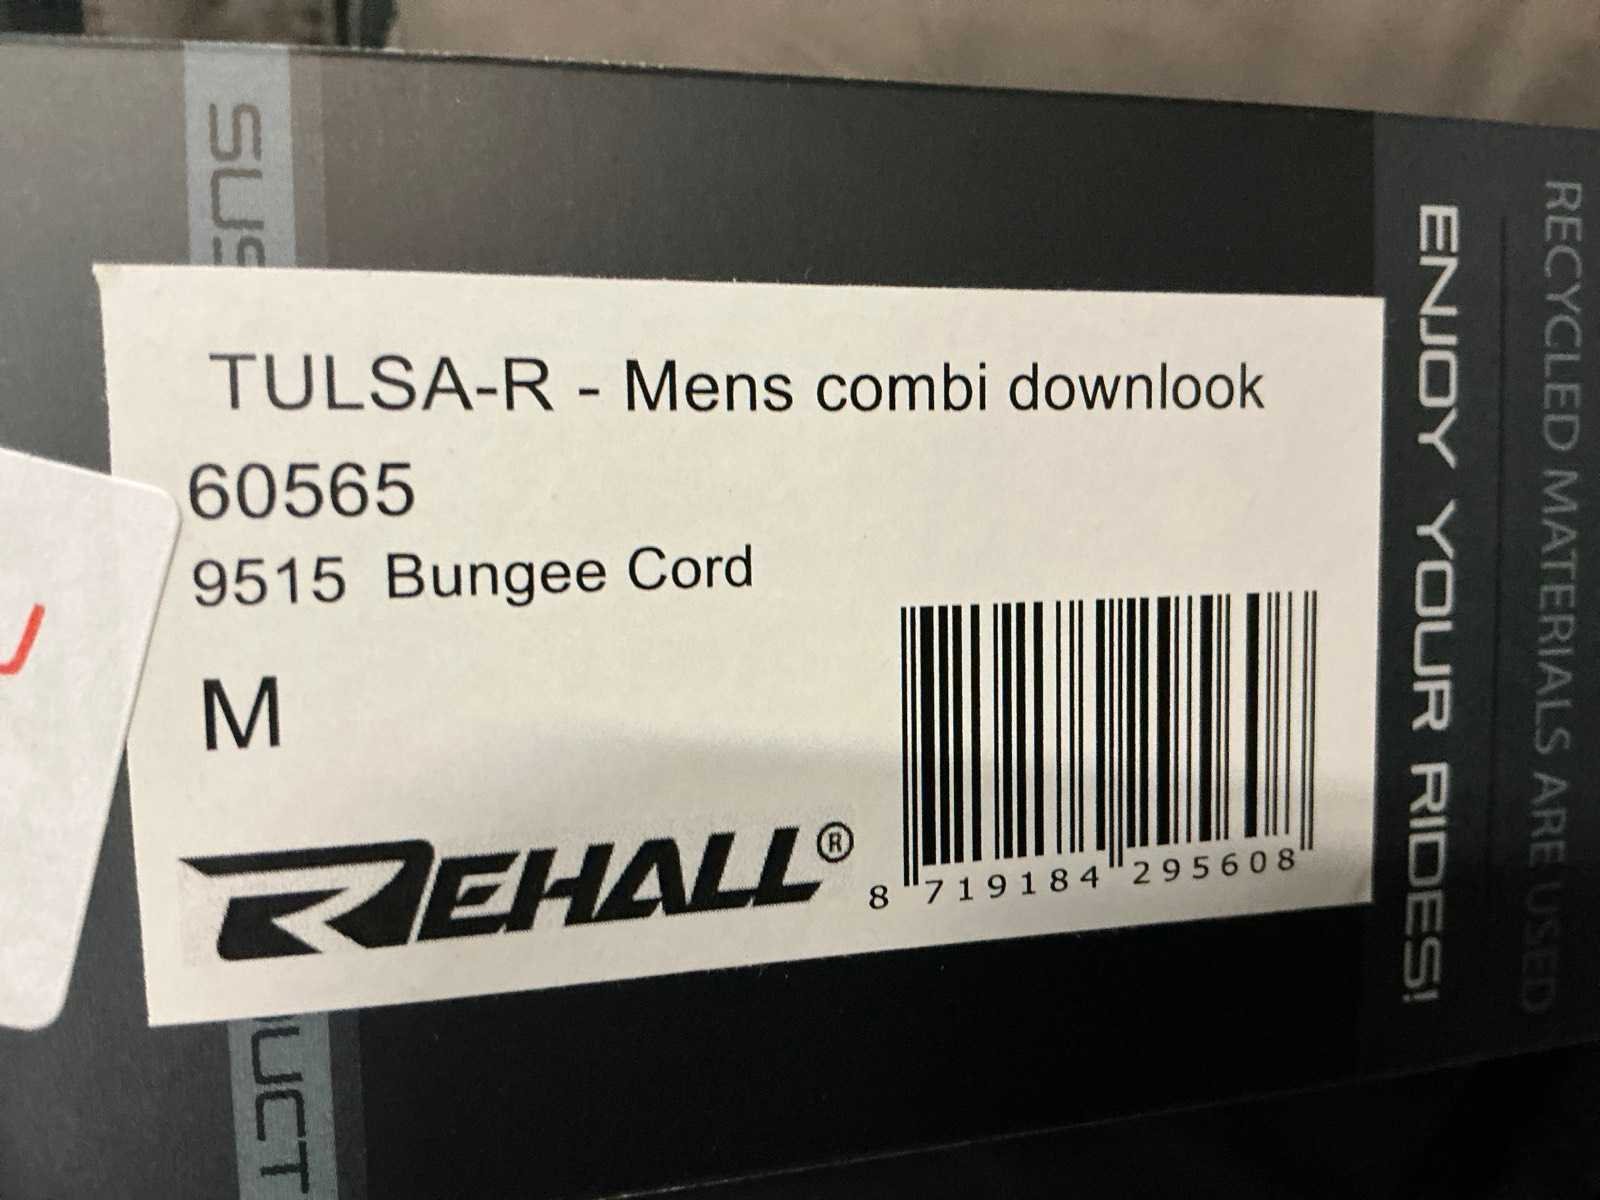 TULSA-R - Mens combi downlook
60565
9515 Bungee Cord
M
REHALL®
8 719184 295608
ENJOY YOUR RIDES!
RECYCLED MATERIALS ARE USED